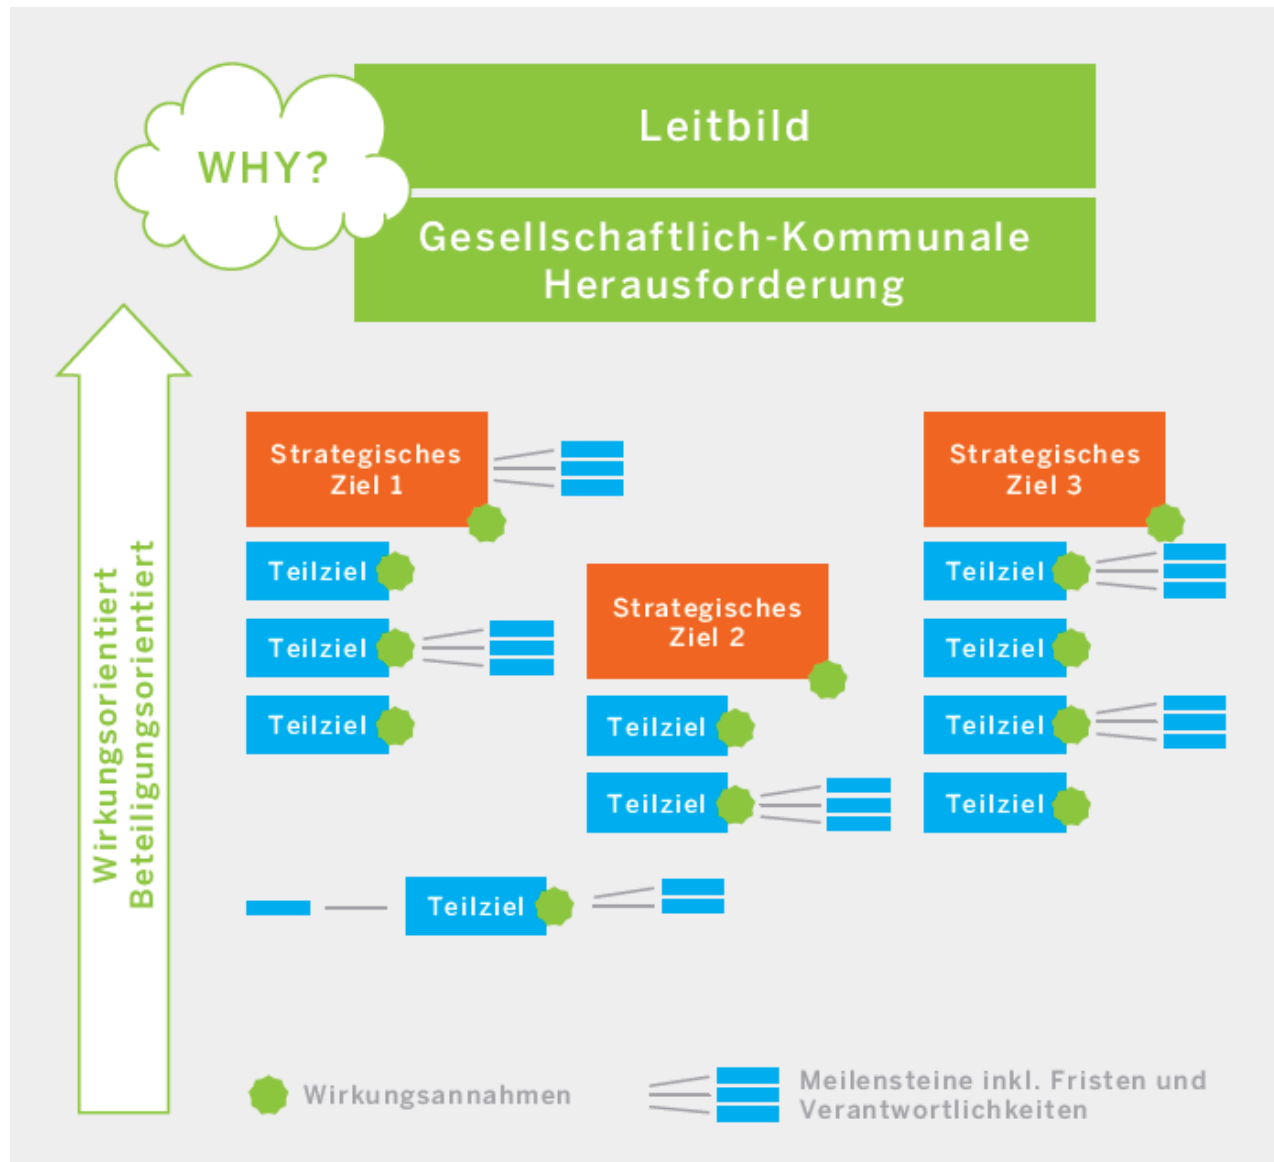 WHY?
Leitbild
Gesellschaftlich-Kommunale
Herausforderung
Wirkungsorientiert
Beteiligungsorientiert
Strategisches
Ziel 1
Teilziel
Teilziel
Teilziel
Strategisches
Ziel 2
Teilziel
Teilziel
Strategisches
Ziel 3
Teilziel
Teilziel
Teilziel
Teilziel
Teilziel
Wirkungsannahmen
Meilensteine inkl. Fristen und
Verantwortlichkeiten